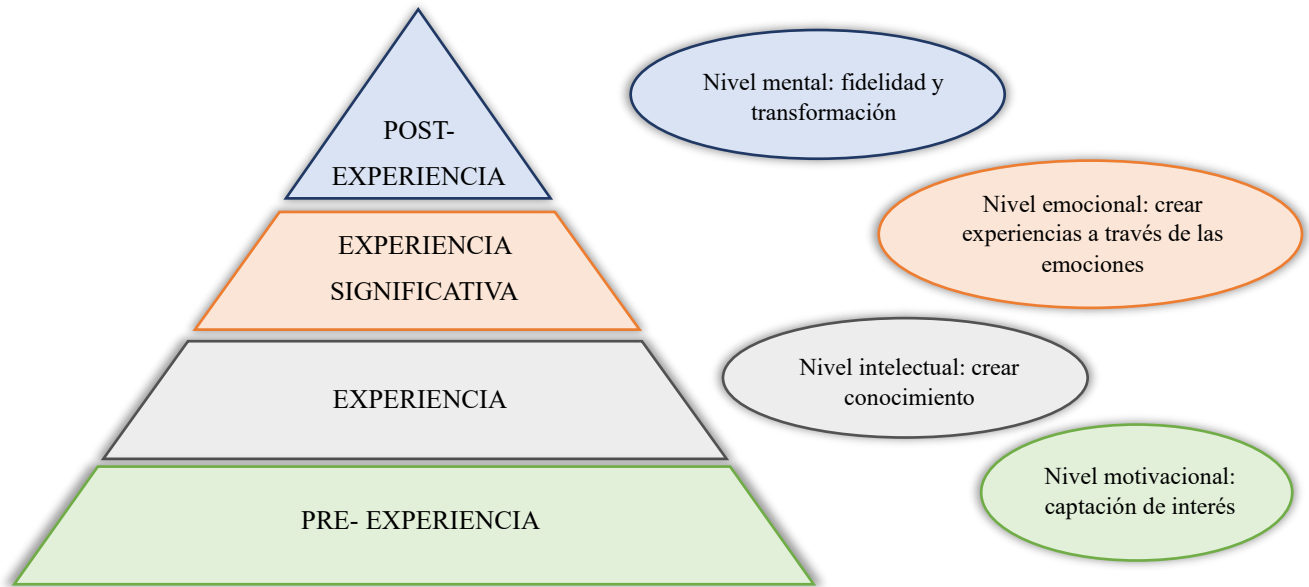 POST-
EXPERIENCIA
Nivel mental: fidelidad y
transformación
EXPERIENCIA
SIGNIFICATIVA
Nivel emocional: crear
experiencias a través de las
emociones
EXPERIENCIA
Nivel intelectual: crear
conocimiento
PRE- EXPERIENCIA
Nivel motivacional:
captación de interés